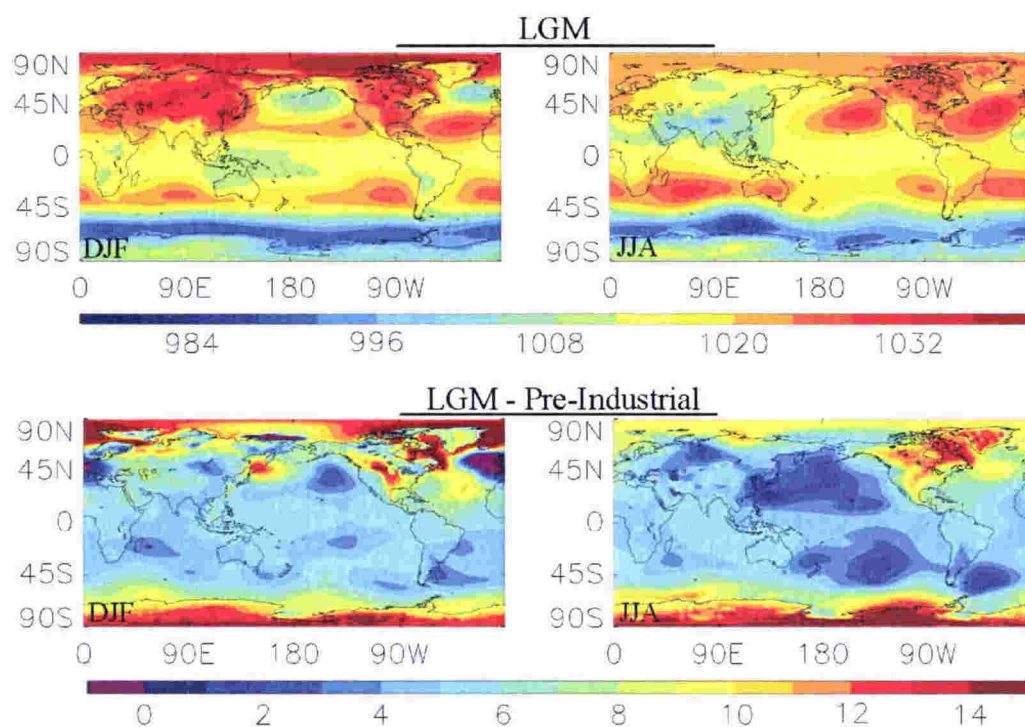 LGM
90N 90N
45N 45N
0 0
45S 45S
90S DJF 90S JJA
0 90E 180 90W 0 90E 180 90W
984 996 1008 1020 1032
LGM - Pre-Industrial
90N 90N
45N 45N
0 0
45S 45S
90S DJF 90S JJA
0 90E 180 90W 0 90E 180 90W
0 2 4 6 8 10 12 14